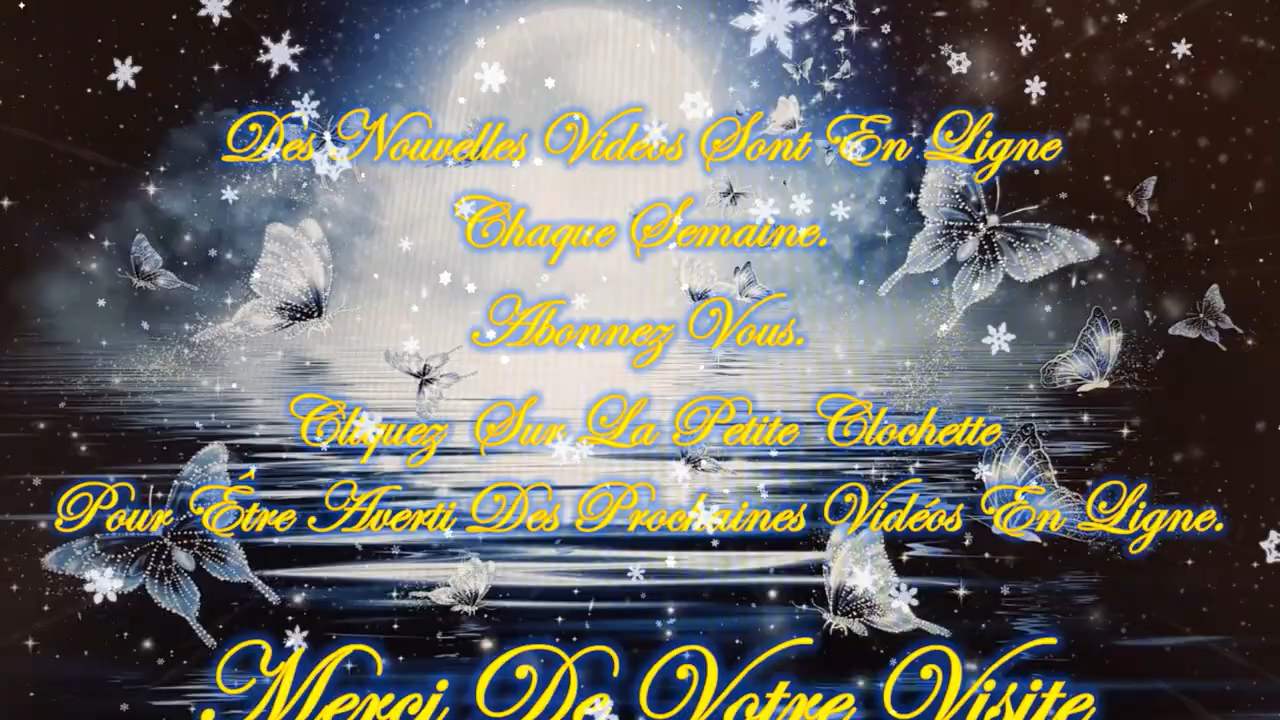 Des Nouvelles Videos Sont En Ligne
Chaque Semaine.
Abonnez Vous.
Cliquez Sur La Petite Clochette
Pour Être Averti Des Prochaines Vidéos En Ligne.
Merci De Votre Visite